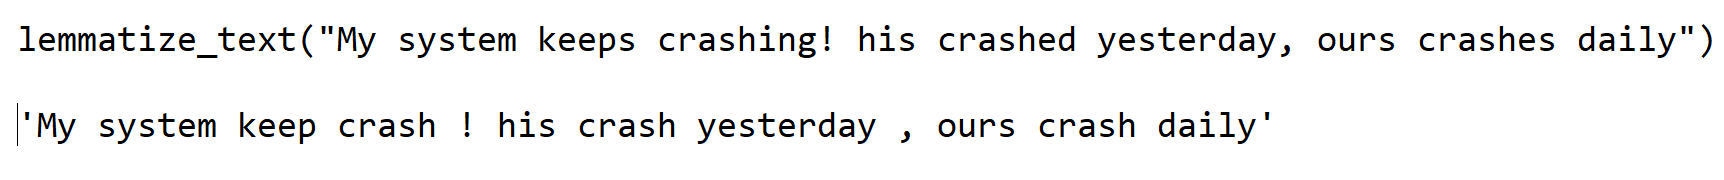 lemmatize_text("My system keeps crashing! his crashed yesterday, ours crashes daily")
'My system keep crash ! his crash yesterday , ours crash daily'